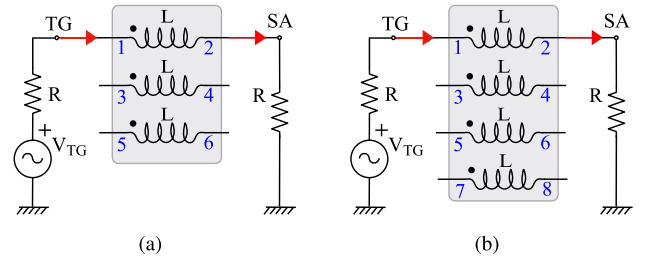 TG L SA TG L SA
1 2 1 2
L L
R 3 4 R R 3 4 R
L L
+ V_TG 5 6 + V_TG 5 6
L
7 8
(a) (b)